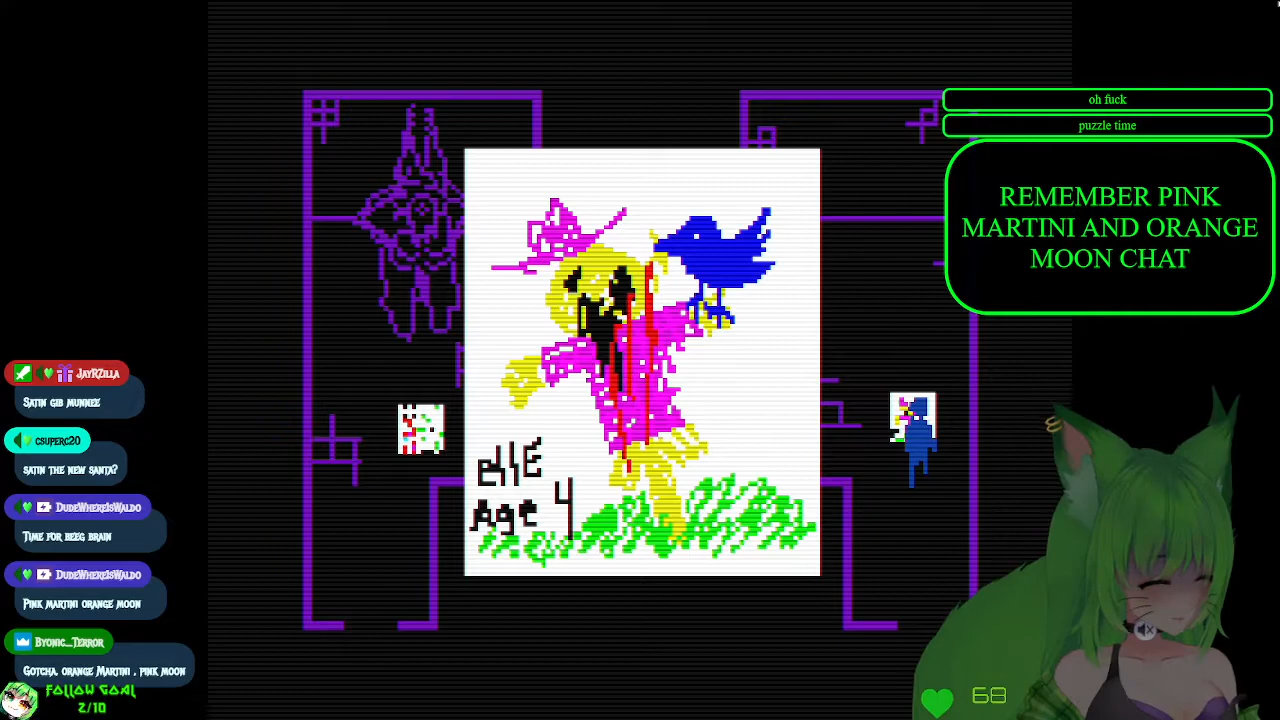 oh fuck
puzzle time
REMEMBER PINK
MARTINI AND ORANGE
MOON CHAT
JayRZilla
Satin gib munnee
csuperc20
satin the new santa?
DudeWhereIsWaldo
Time for bezg brain
DudeWhereIsWaldo
Pink martini orange moon
Byonic_Terror
Gotcha, orange Martini , pink moon
Follow Goal
2/10
EllE
Age 4
68